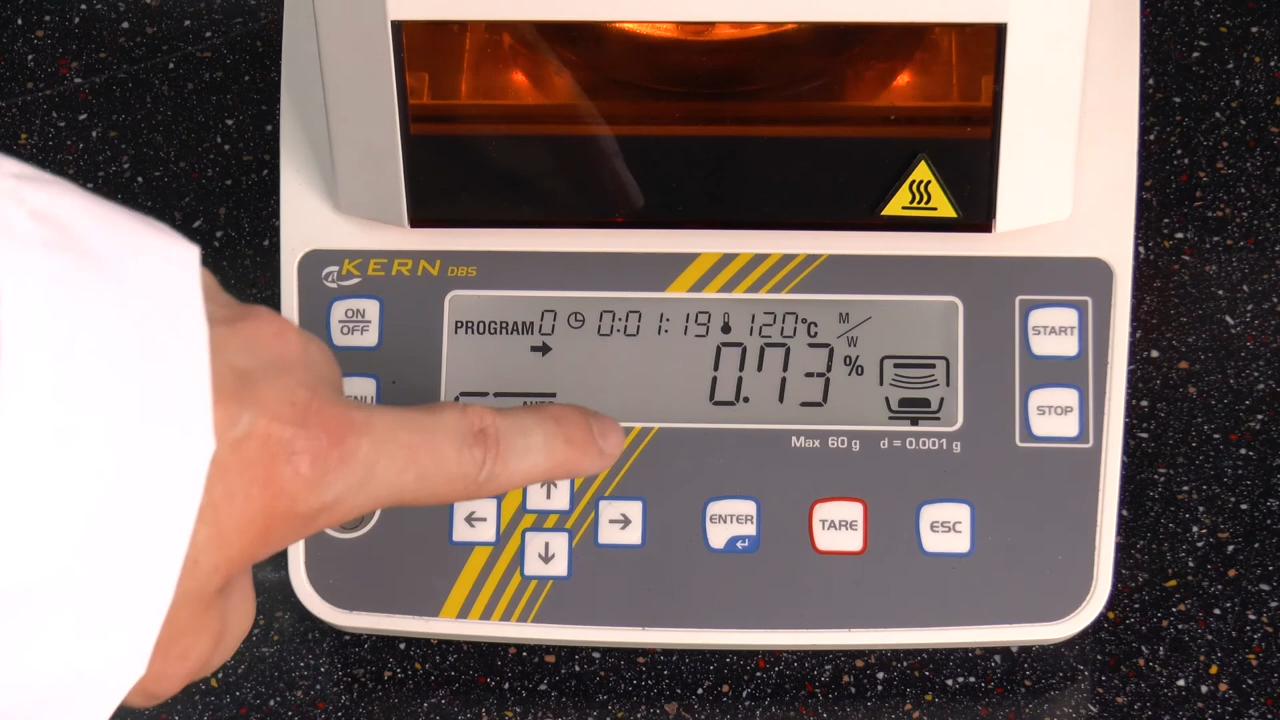 KERN DBS
ON
OFF
PROGRAM 0 0:01:19 120°C M/W
0.73 %
AUTO
START
STOP
Max 60 g d = 0.001 g
ENTER
TARE
ESC